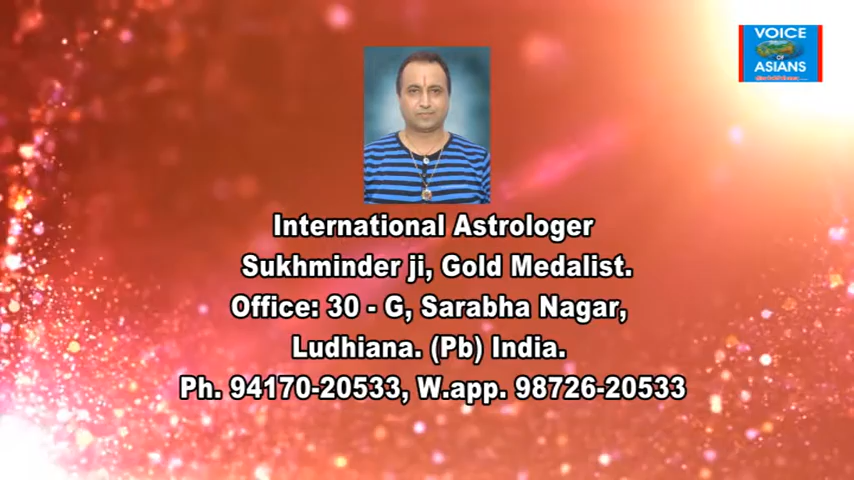 VOICE
OF
ASIANS
International Astrologer
Sukhminder ji, Gold Medalist.
Office: 30 - G, Sarabha Nagar,
Ludhiana. (Pb) India.
Ph. 94170-20533, W.app. 98726-20533